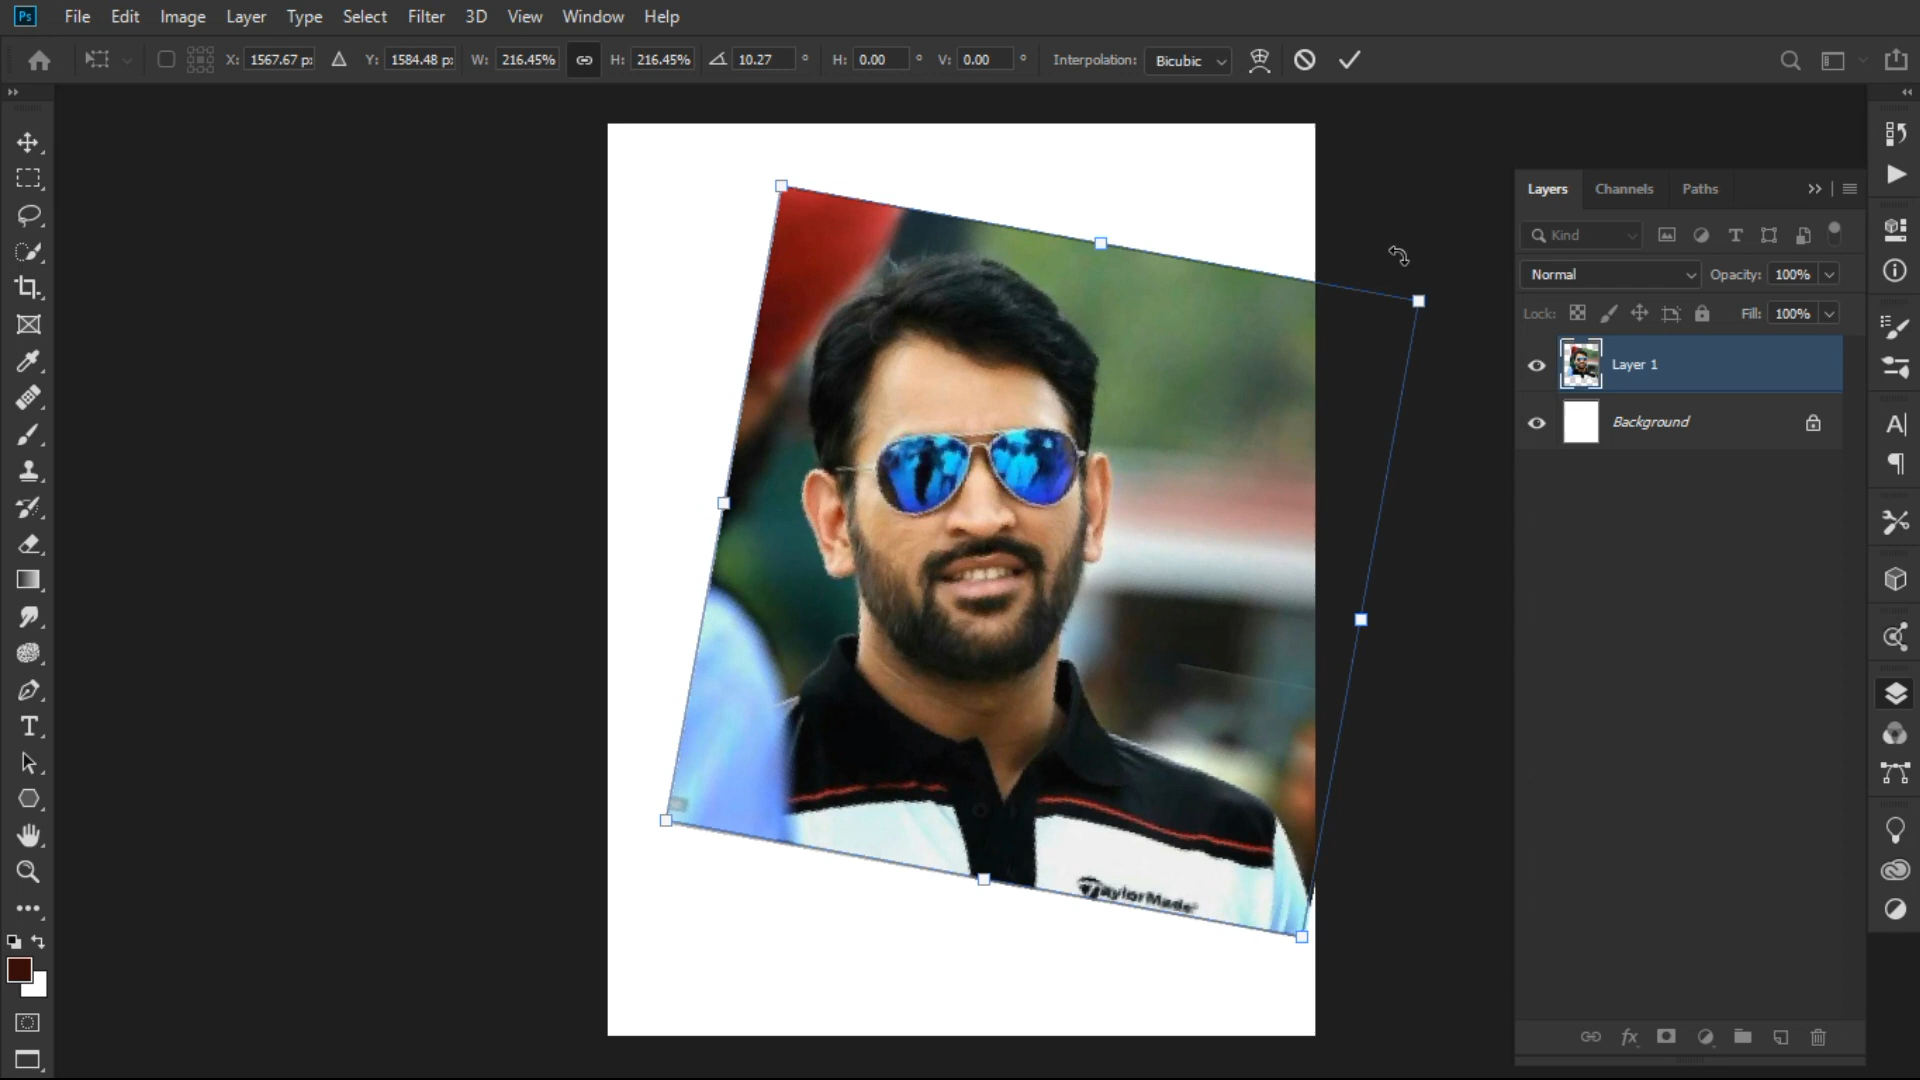 Ps File Edit Image Layer Type Select Filter 3D View Window Help
X: 1567.67 p: Y: 1584.48 p: W: 216.45% H: 216.45% 10.27 ° H: 0.00 ° V: 0.00 ° Interpolation: Bicubic
Layers Channels Paths
Kind
Normal Opacity: 100%
Lock: Fill: 100%
Layer 1
Background
TaylorMade